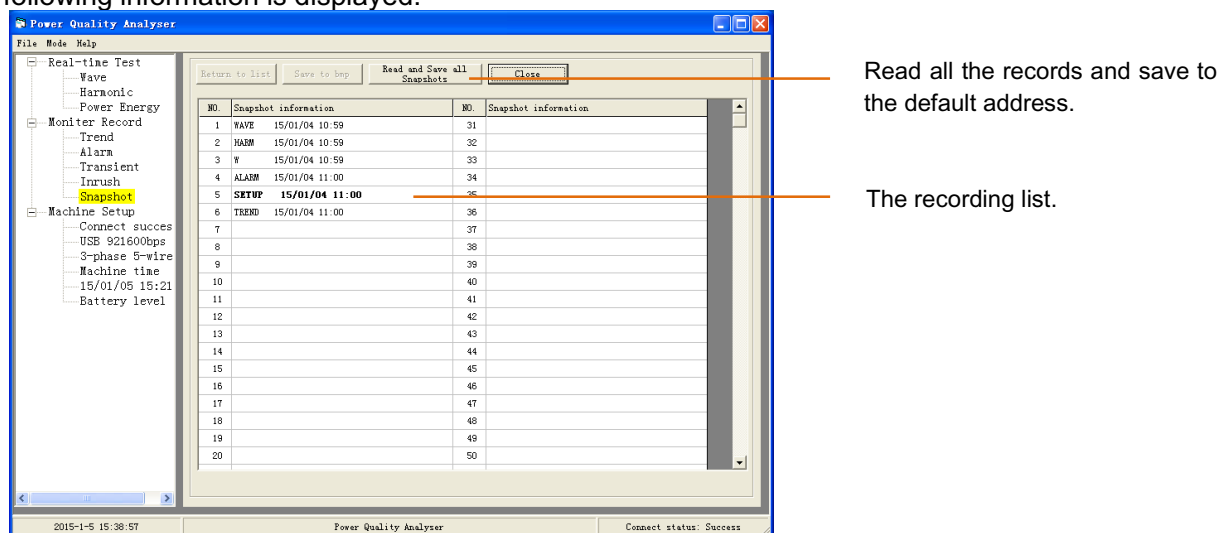 following information is displayed:
Power Quality Analyser
File Mode Help
Real-time Test
Wave
Harmonic
Power Energy
Moniter Record
Trend
Alarm
Transient
Inrush
Snapshot
Machine Setup
Connect succes
USB 921600bps
3-phase 5-wire
Machine time
15/01/05 15:21
Battery level
Return to list Save to bmp Read and Save all Snapshots Close
NO. Snapshot information NO. Snapshot information
1 WAVE 15/01/04 10:59 31
2 HARM 15/01/04 10:59 32
3 W 15/01/04 10:59 33
4 ALARM 15/01/04 11:00 34
5 SETUP 15/01/04 11:00 35
6 TREND 15/01/04 11:00 36
7 37
8 38
9 39
10 40
11 41
12 42
13 43
14 44
15 45
16 46
17 47
18 48
19 49
20 50
Read all the records and save to
the default address.
The recording list.
2015-1-5 15:38:57 Power Quality Analyser Connect status: Success